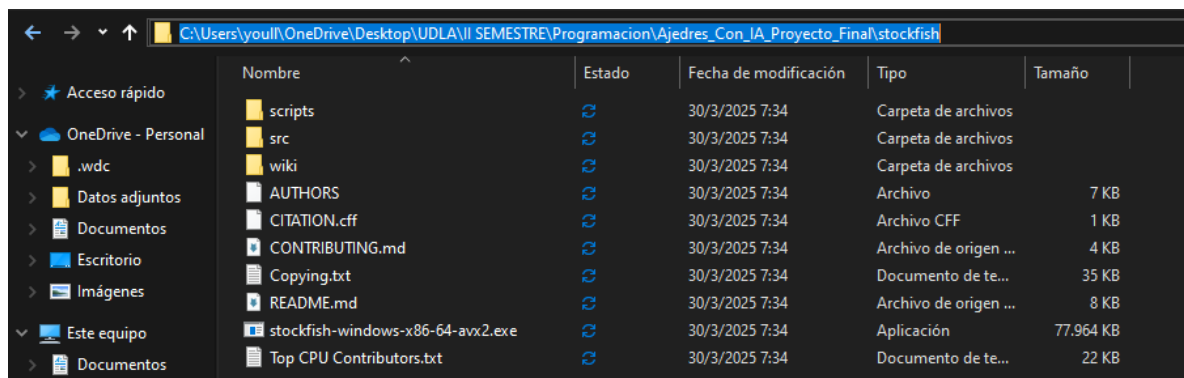 C:\Users\youll\OneDrive\Desktop\UDLA\II SEMESTRE\Programacion\Ajedres_Con_IA_Proyecto_Final\stockfish
Acceso rápido
OneDrive - Personal
.wdc
Datos adjuntos
Documentos
Escritorio
Imágenes
Este equipo
Documentos
Nombre Estado Fecha de modificación Tipo Tamaño
scripts 30/3/2025 7:34 Carpeta de archivos
src 30/3/2025 7:34 Carpeta de archivos
wiki 30/3/2025 7:34 Carpeta de archivos
AUTHORS 30/3/2025 7:34 Archivo 7 KB
CITATION.cff 30/3/2025 7:34 Archivo CFF 1 KB
CONTRIBUTING.md 30/3/2025 7:34 Archivo de origen ... 4 KB
Copying.txt 30/3/2025 7:34 Documento de te... 35 KB
README.md 30/3/2025 7:34 Archivo de origen ... 8 KB
stockfish-windows-x86-64-avx2.exe 30/3/2025 7:34 Aplicación 77.964 KB
Top CPU Contributors.txt 30/3/2025 7:34 Documento de te... 22 KB